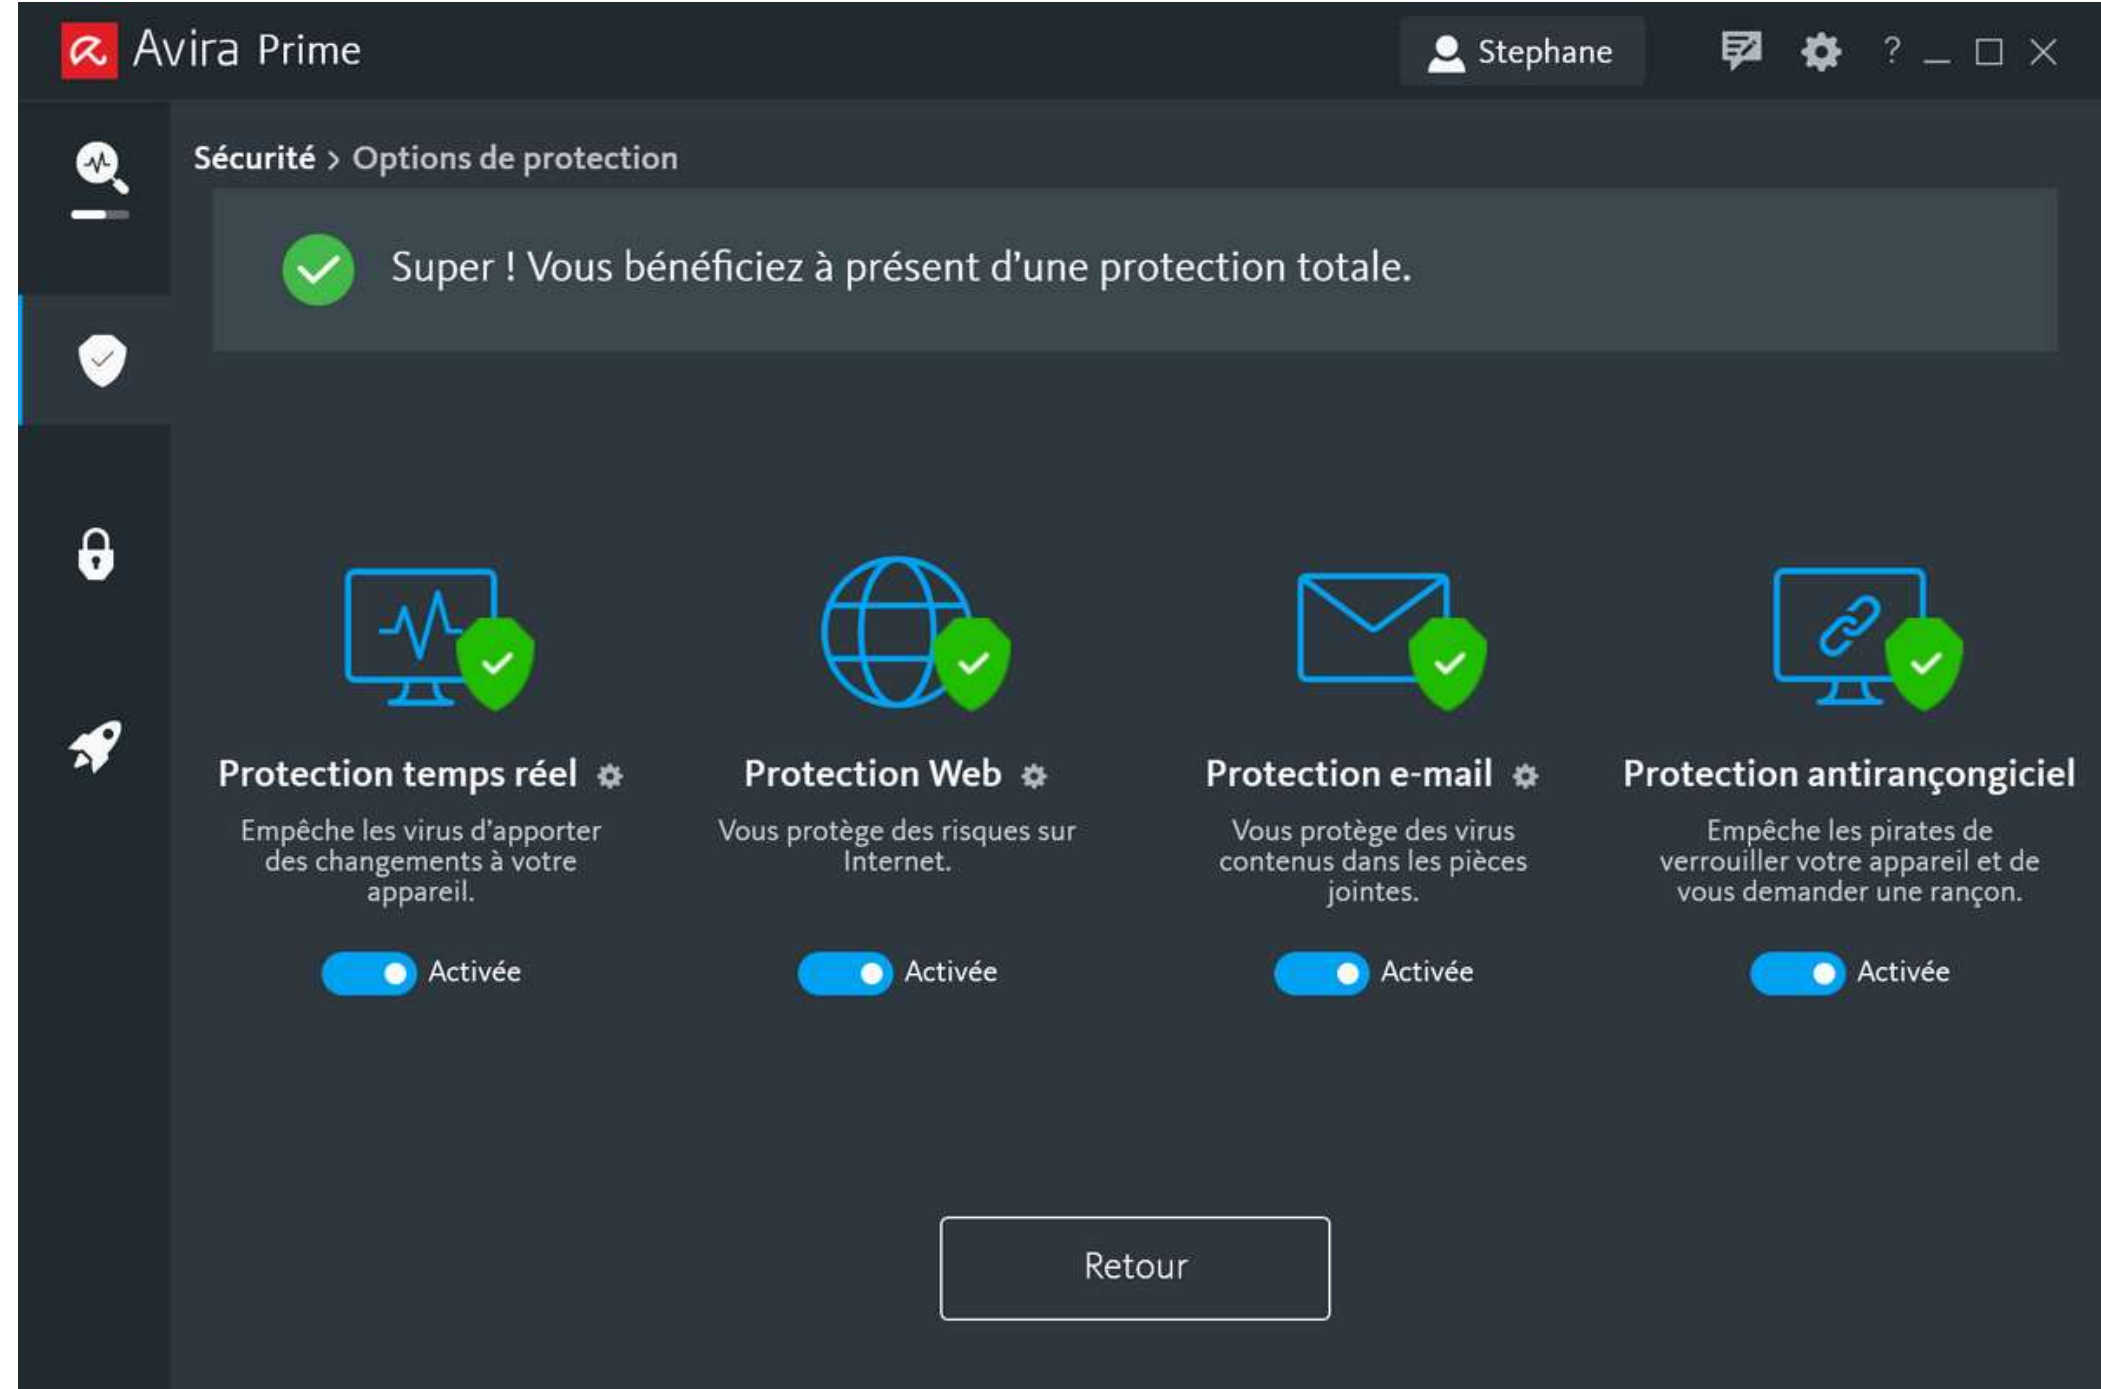 Avira Prime
Stephane
?
Sécurité > Options de protection
Super ! Vous bénéficiez à présent d'une protection totale.
Protection temps réel
Empêche les virus d'apporter
des changements à votre
appareil.
Activée
Protection Web
Vous protège des risques sur
Internet.
Activée
Protection e-mail
Vous protège des virus
contenus dans les pièces
jointes.
Activée
Protection antirançongiciel
Empêche les pirates de
verrouiller votre appareil et de
vous demander une rançon.
Activée
Retour